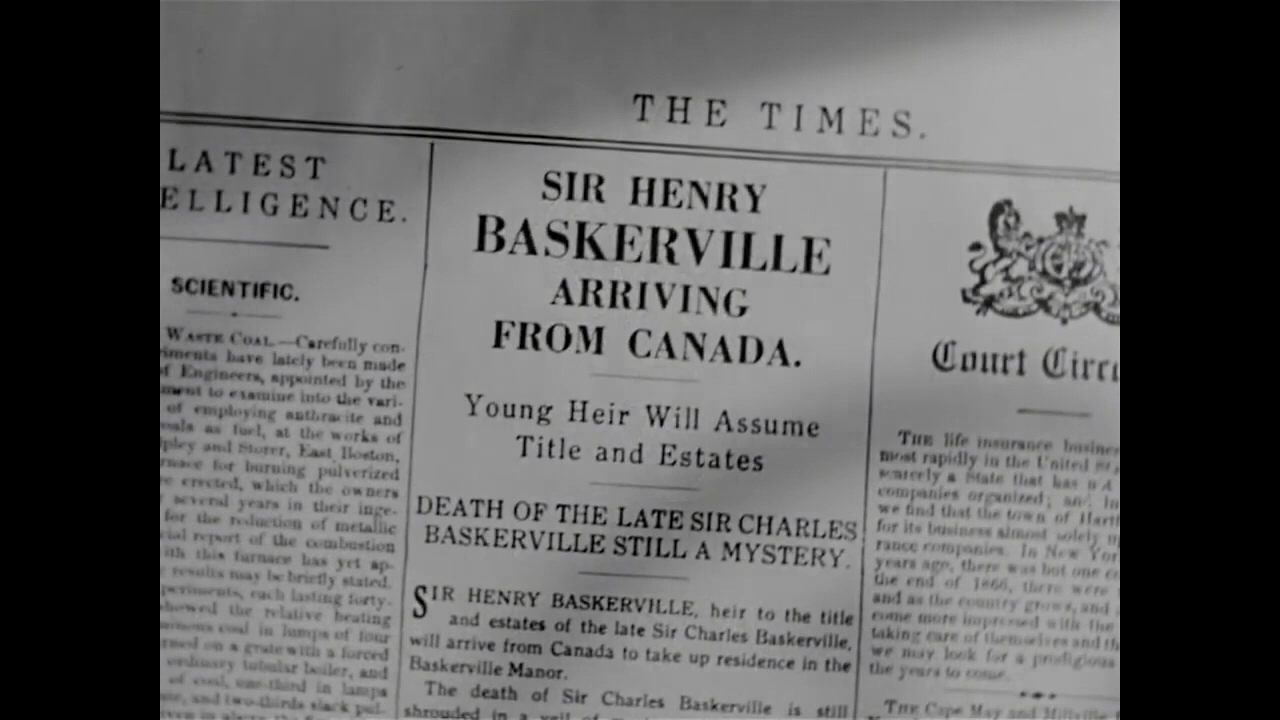 THE TIMES.
LATEST
ELLIGENCE.
SCIENTIFIC.
WASTE COAL.—Carefully con-
iments have lately been made
f Engineers, appointed by the
ment to examine into the vari-
of employing anthracite and
as fuel, at the works of
pley and Storer, East Boston,
rnace for burning pulverized
e erected, which the owners
several years in their inge-
for the reduction of metallic
cial report of the combustion
ith this furnace has yet ap-
results may be briefly stated.
periments, each lasting forty-
showed the relative heating
coal in lumps of four
on a grate with a forced
ordinary tubular boiler, and
of coal, one-third in lumps
and two-thirds slack pul-
SIR HENRY
BASKERVILLE
ARRIVING
FROM CANADA.
Young Heir Will Assume
Title and Estates
DEATH OF THE LATE SIR CHARLES
BASKERVILLE STILL A MYSTERY.
SIR HENRY BASKERVILLE, heir to the title
and estates of the late Sir Charles Baskerville,
will arrive from Canada to take up residence in the
Baskerville Manor.
The death of Sir Charles Baskerville is still
shrouded in a veil of
Court Circu
THE life insurance busines
most rapidly in the United
scarcely a State that has
companies organized; and in
we find that the town of Hartf
for its business almost solely
rance companies. In New Yor
years ago, there was but one
the end of 1866, there were
and as the country grows, and
come more impressed with the
taking care of themselves and th
we may look for a prodigious
the years to come.
THE Cape May and Millville